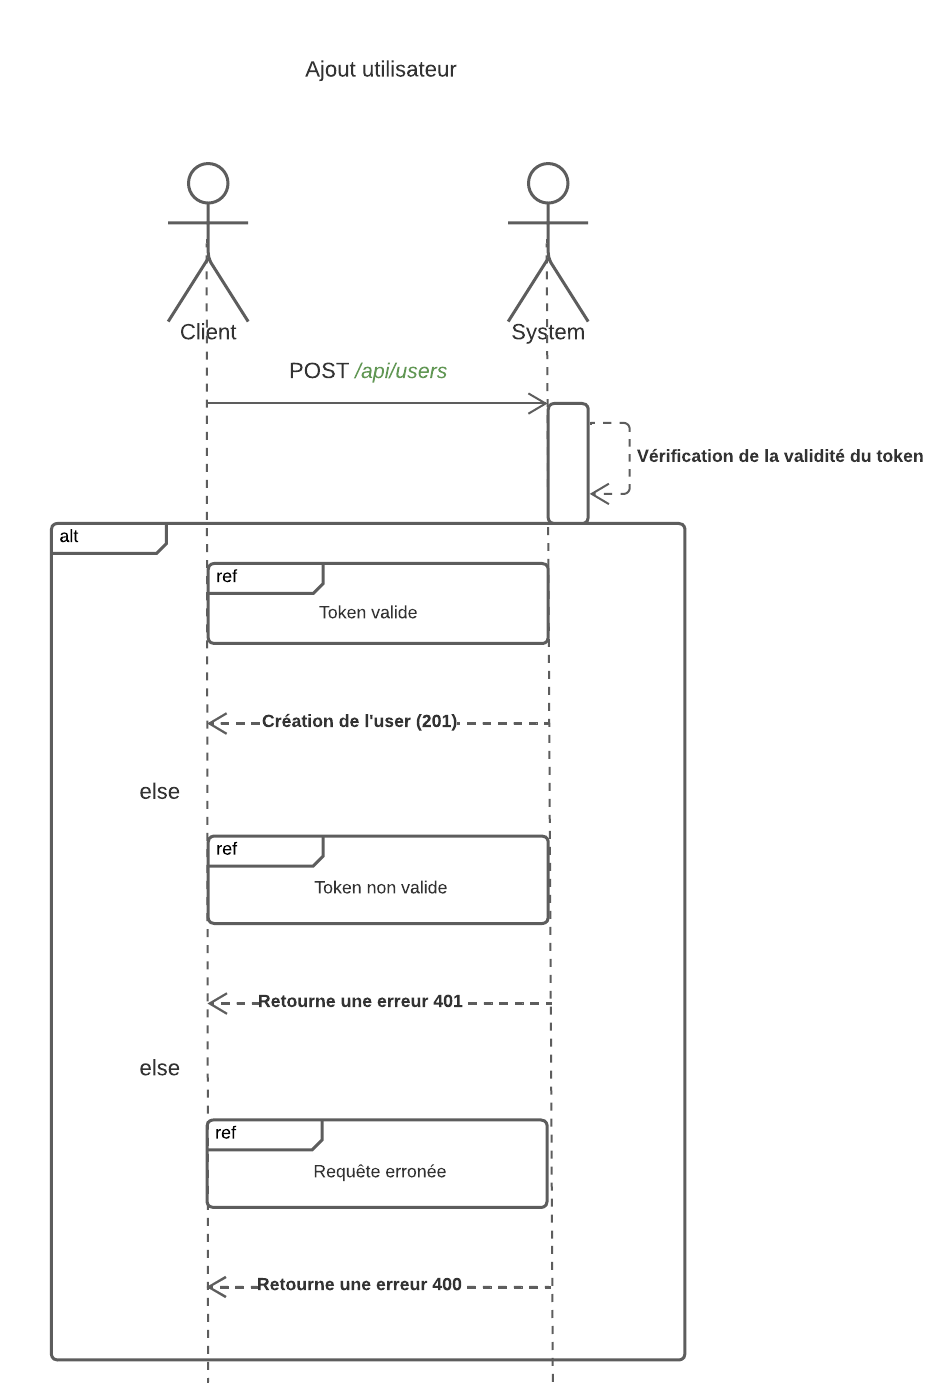 Ajout utilisateur
Client
System
POST /api/users
Vérification de la validité du token
alt
ref
Token valide
Création de l'user (201)
else
ref
Token non valide
Retourne une erreur 401
else
ref
Requête erronée
Retourne une erreur 400